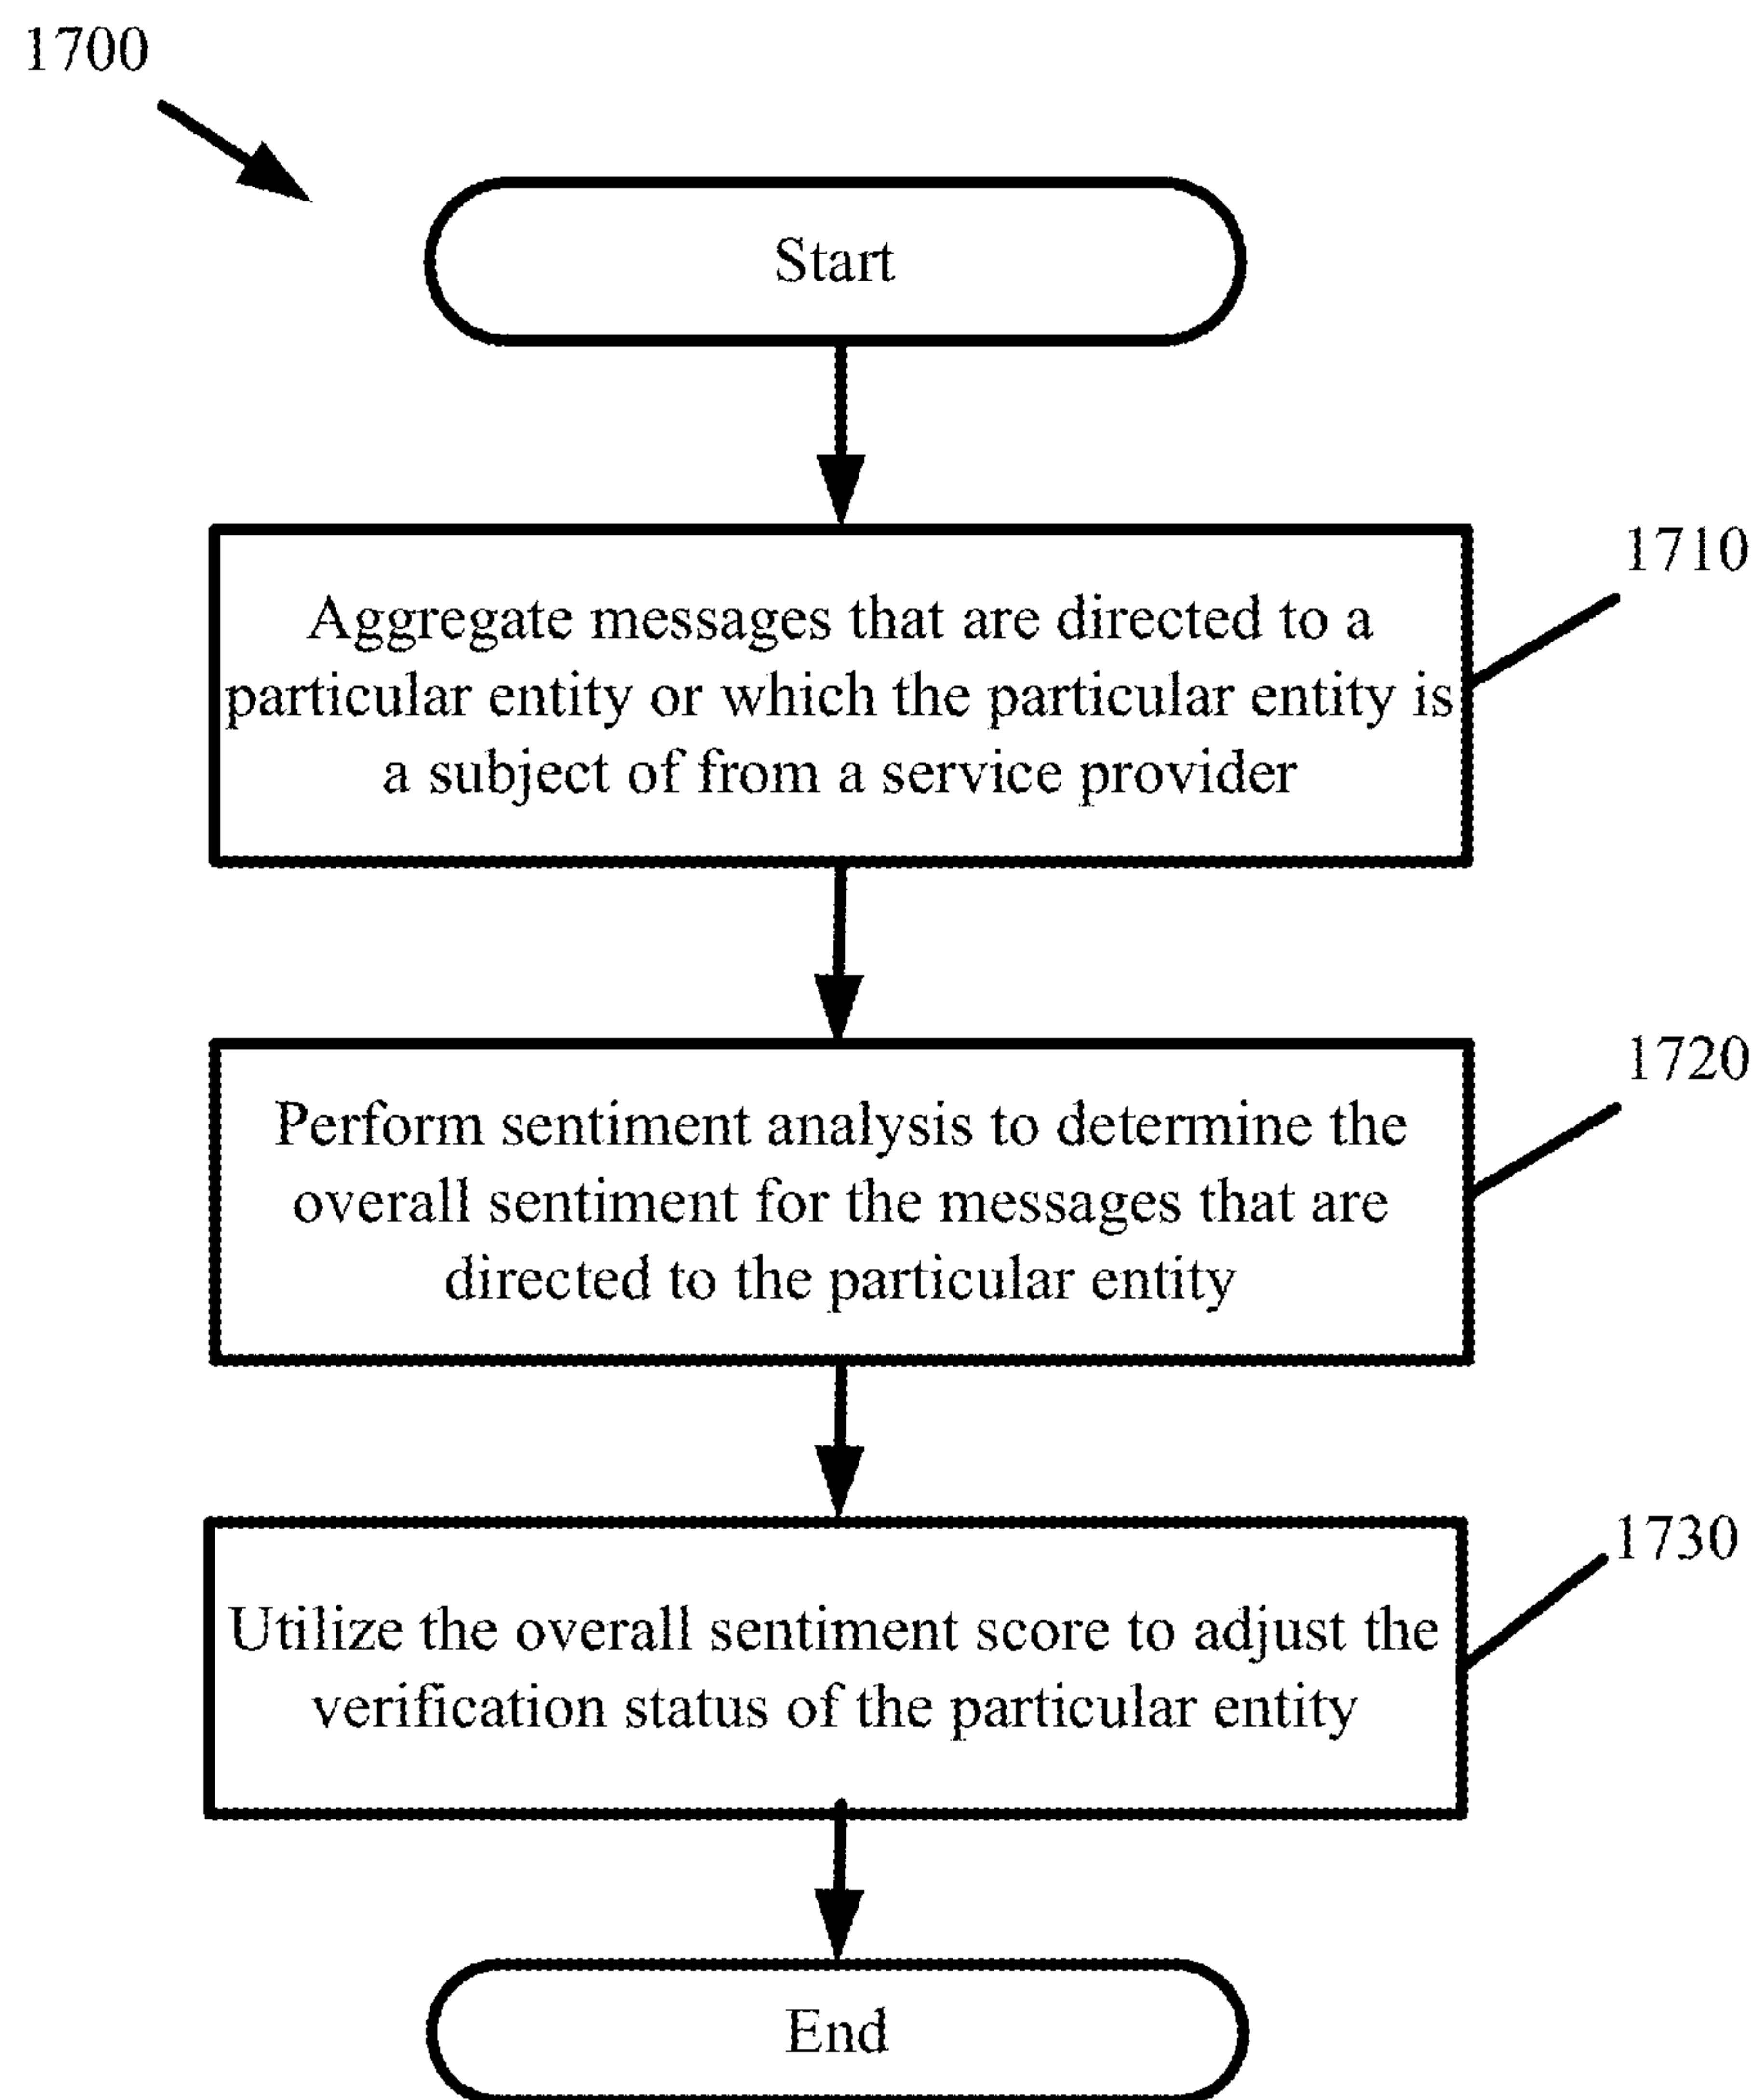 1700
Start
1710
Aggregate messages that are directed to a
particular entity or which the particular entity is
a subject of from a service provider
1720
Perform sentiment analysis to determine the
overall sentiment for the messages that are
directed to the particular entity
1730
Utilize the overall sentiment score to adjust the
verification status of the particular entity
End